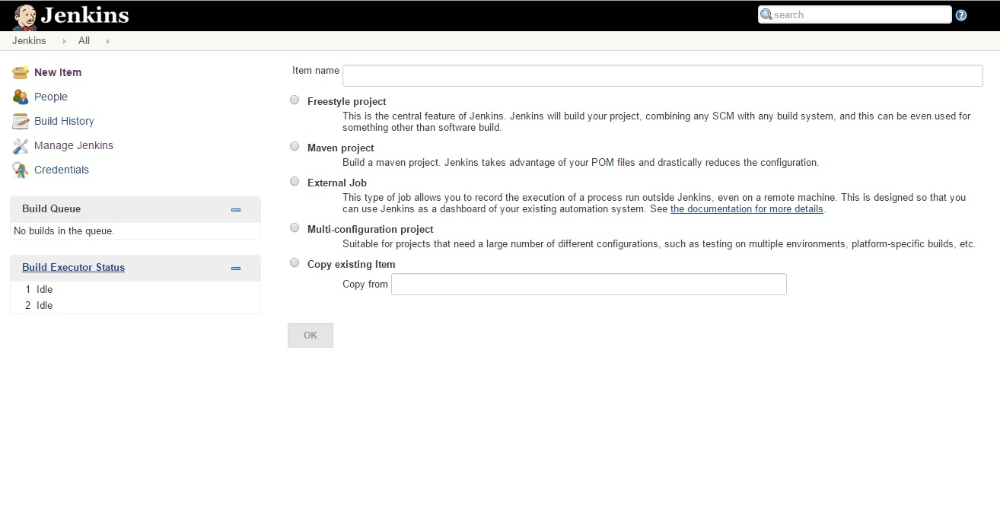 Jenkins
search
?
Jenkins
All
New Item
People
Build History
Manage Jenkins
Credentials
Build Queue
No builds in the queue.
Build Executor Status
1 Idle
2 Idle
Item name
Freestyle project
This is the central feature of Jenkins. Jenkins will build your project, combining any SCM with any build system, and this can be even used for
something other than software build.
Maven project
Build a maven project. Jenkins takes advantage of your POM files and drastically reduces the configuration.
External Job
This type of job allows you to record the execution of a process run outside Jenkins, even on a remote machine. This is designed so that you
can use Jenkins as a dashboard of your existing automation system. See the documentation for more details.
Multi-configuration project
Suitable for projects that need a large number of different configurations, such as testing on multiple environments, platform-specific builds, etc.
Copy existing Item
Copy from
OK